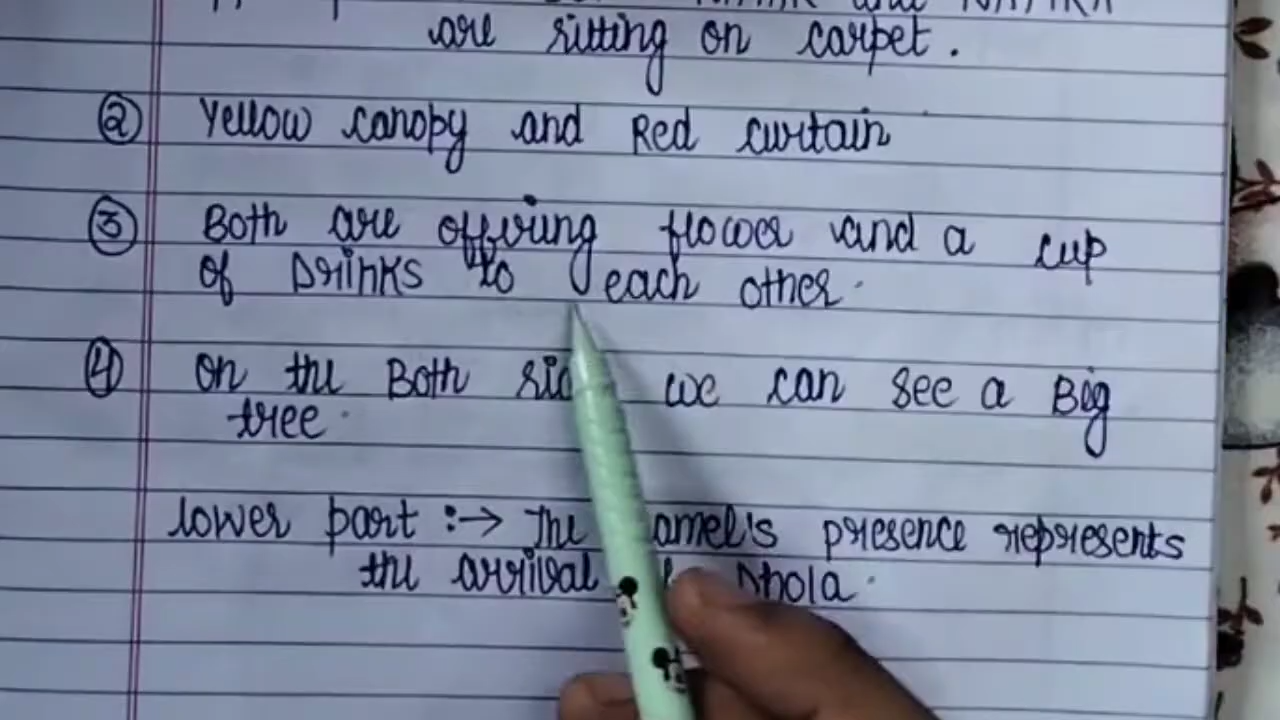 and
are sitting on carpet.
② Yellow canopy and Red curtain
③ Both are offering flower and a cup
of Drinks to each other.
④ on the Both we can see a Big
tree.
lower part :→ The presence represents
the arrival Dhola.